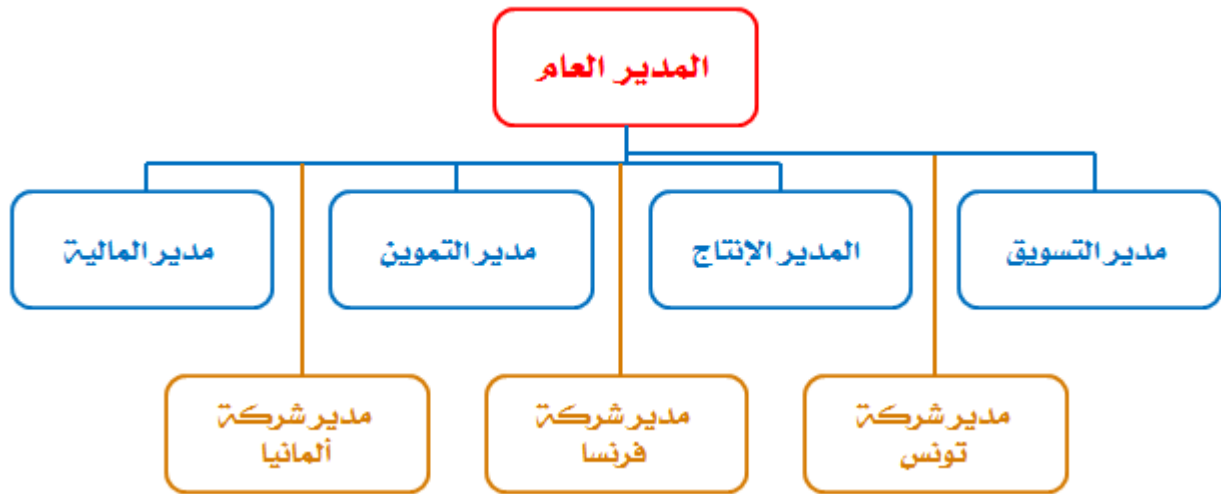 المدير العام
مدير التسويق
المدير الإنتاج
مدير التموين
مدير المالية
مدير شركة
تونس
مدير شركة
فرنسا
مدير شركة
ألمانيا